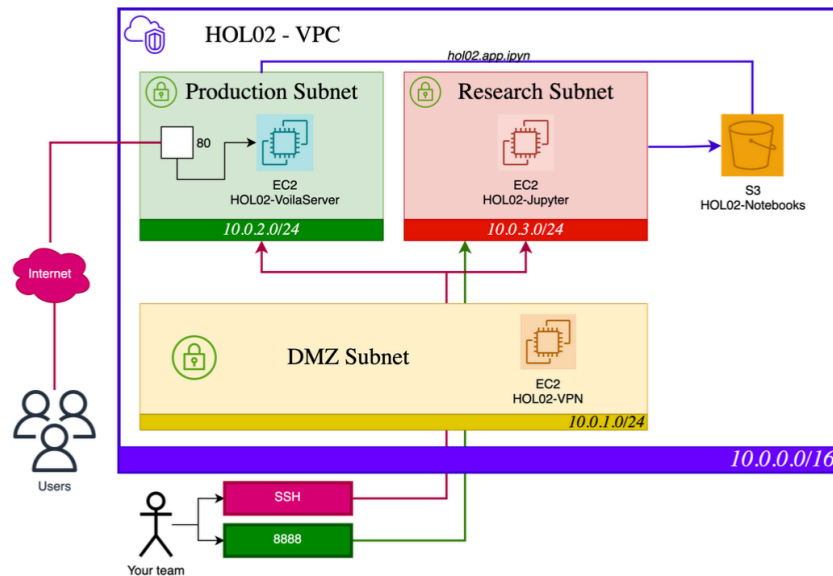 HOL02 - VPC
hol02.app.ipyn
Production Subnet
Research Subnet
80
EC2
HOL02-VoilaServer
EC2
HOL02-Jupyter
S3
HOL02-Notebooks
10.0.2.0/24
10.0.3.0/24
Internet
DMZ Subnet
EC2
HOL02-VPN
10.0.1.0/24
10.0.0.0/16
Users
SSH
8888
Your team